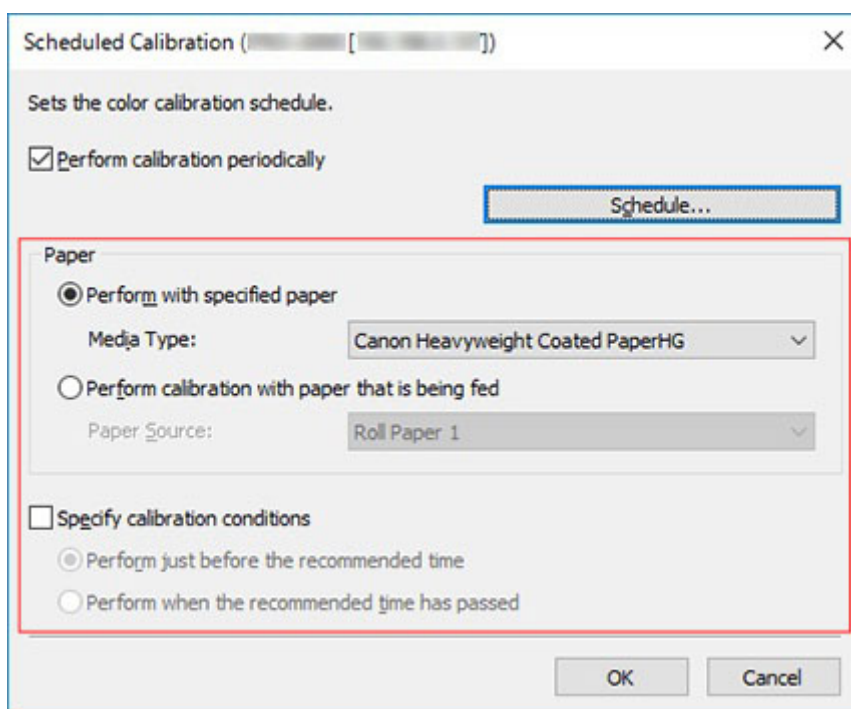 Scheduled Calibration ( [ ])
Sets the color calibration schedule.
Perform calibration periodically
Schedule...
Paper
Perform with specified paper
Media Type: Canon Heavyweight Coated PaperHG
Perform calibration with paper that is being fed
Paper Source: Roll Paper 1
Specify calibration conditions
Perform just before the recommended time
Perform when the recommended time has passed
OK Cancel